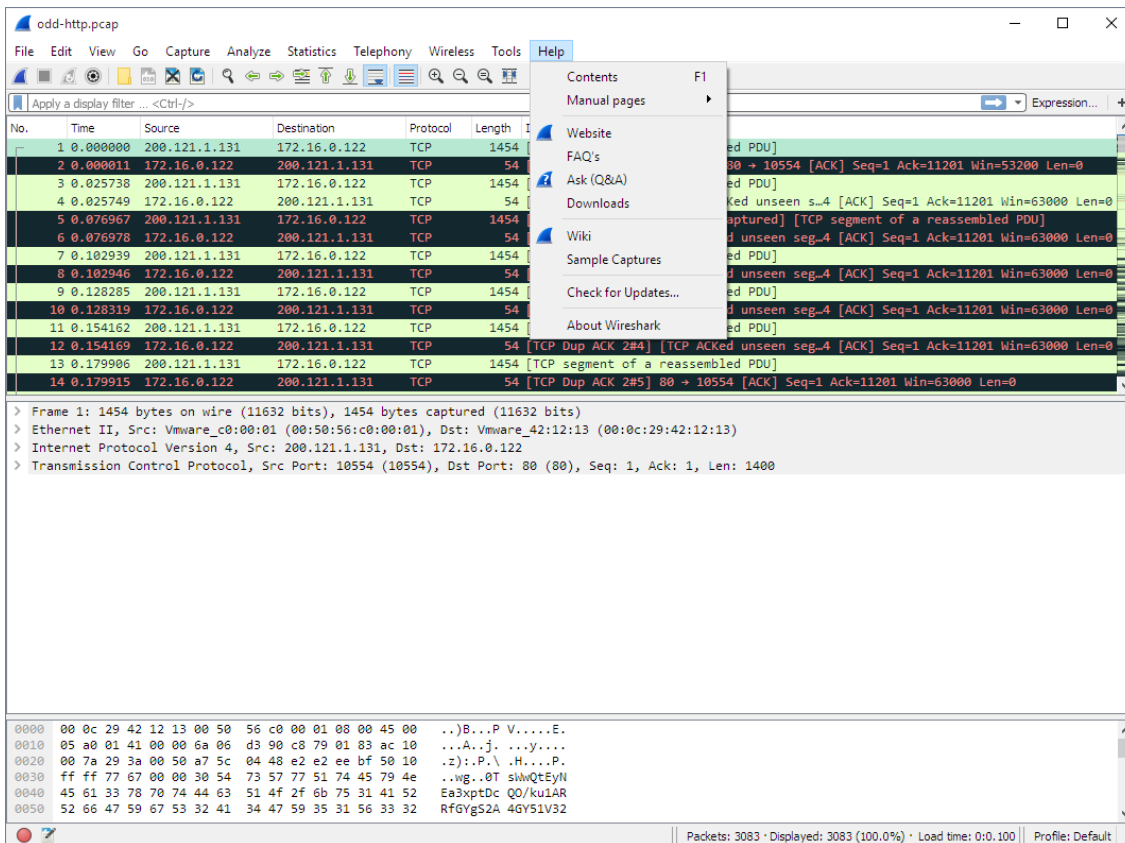 odd-http.pcap
File Edit View Go Capture Analyze Statistics Telephony Wireless Tools Help
Apply a display filter ... <Ctrl-/> Expression... +
Contents F1
Manual pages
Website
FAQ's
Ask (Q&A)
Downloads
Wiki
Sample Captures
Check for Updates...
About Wireshark
No. Time Source Destination Protocol Length
1 0.000000 200.121.1.131 172.16.0.122 TCP 1454 [ ed PDU]
2 0.000011 172.16.0.122 200.121.1.131 TCP 54 [ 80 → 10554 [ACK] Seq=1 Ack=11201 Win=53200 Len=0
3 0.025738 200.121.1.131 172.16.0.122 TCP 1454 [ ed PDU]
4 0.025749 172.16.0.122 200.121.1.131 TCP 54 [ Ked unseen s…4 [ACK] Seq=1 Ack=11201 Win=63000 Len=0
5 0.076967 200.121.1.131 172.16.0.122 TCP 1454 [ aptured] [TCP segment of a reassembled PDU]
6 0.076978 172.16.0.122 200.121.1.131 TCP 54 [ d unseen seg…4 [ACK] Seq=1 Ack=11201 Win=63000 Len=0
7 0.102939 200.121.1.131 172.16.0.122 TCP 1454 [ ed PDU]
8 0.102946 172.16.0.122 200.121.1.131 TCP 54 [ d unseen seg…4 [ACK] Seq=1 Ack=11201 Win=63000 Len=0
9 0.128285 200.121.1.131 172.16.0.122 TCP 1454 [ ed PDU]
10 0.128319 172.16.0.122 200.121.1.131 TCP 54 [ d unseen seg…4 [ACK] Seq=1 Ack=11201 Win=63000 Len=0
11 0.154162 200.121.1.131 172.16.0.122 TCP 1454 [ ed PDU]
12 0.154169 172.16.0.122 200.121.1.131 TCP 54 [TCP Dup ACK 2#4] [TCP ACKed unseen seg…4 [ACK] Seq=1 Ack=11201 Win=63000 Len=0
13 0.179906 200.121.1.131 172.16.0.122 TCP 1454 [TCP segment of a reassembled PDU]
14 0.179915 172.16.0.122 200.121.1.131 TCP 54 [TCP Dup ACK 2#5] 80 → 10554 [ACK] Seq=1 Ack=11201 Win=63000 Len=0
> Frame 1: 1454 bytes on wire (11632 bits), 1454 bytes captured (11632 bits)
> Ethernet II, Src: Vmware_c0:00:01 (00:50:56:c0:00:01), Dst: Vmware_42:12:13 (00:0c:29:42:12:13)
> Internet Protocol Version 4, Src: 200.121.1.131, Dst: 172.16.0.122
> Transmission Control Protocol, Src Port: 10554 (10554), Dst Port: 80 (80), Seq: 1, Ack: 1, Len: 1400
0000 00 0c 29 42 12 13 00 50 56 c0 00 01 08 00 45 00 ..)B...P V.....E.
0010 05 a0 01 41 00 00 6a 06 d3 90 c8 79 01 83 ac 10 ...A..j. ...y....
0020 00 7a 29 3a 00 50 a7 5c 04 48 e2 e2 ee bf 50 10 .z):.P.\ .H....P.
0030 ff ff 77 67 00 00 30 54 73 57 77 51 74 45 79 4e ..wg..0T sWwQtEyN
0040 45 61 33 78 70 74 44 63 51 4f 2f 6b 75 31 41 52 Ea3xptDc QO/ku1AR
0050 52 66 47 59 67 53 32 41 34 47 59 35 31 56 33 32 RfGYgS2A 4GY51V32
Packets: 3083 · Displayed: 3083 (100.0%) · Load time: 0:0.100 Profile: Default